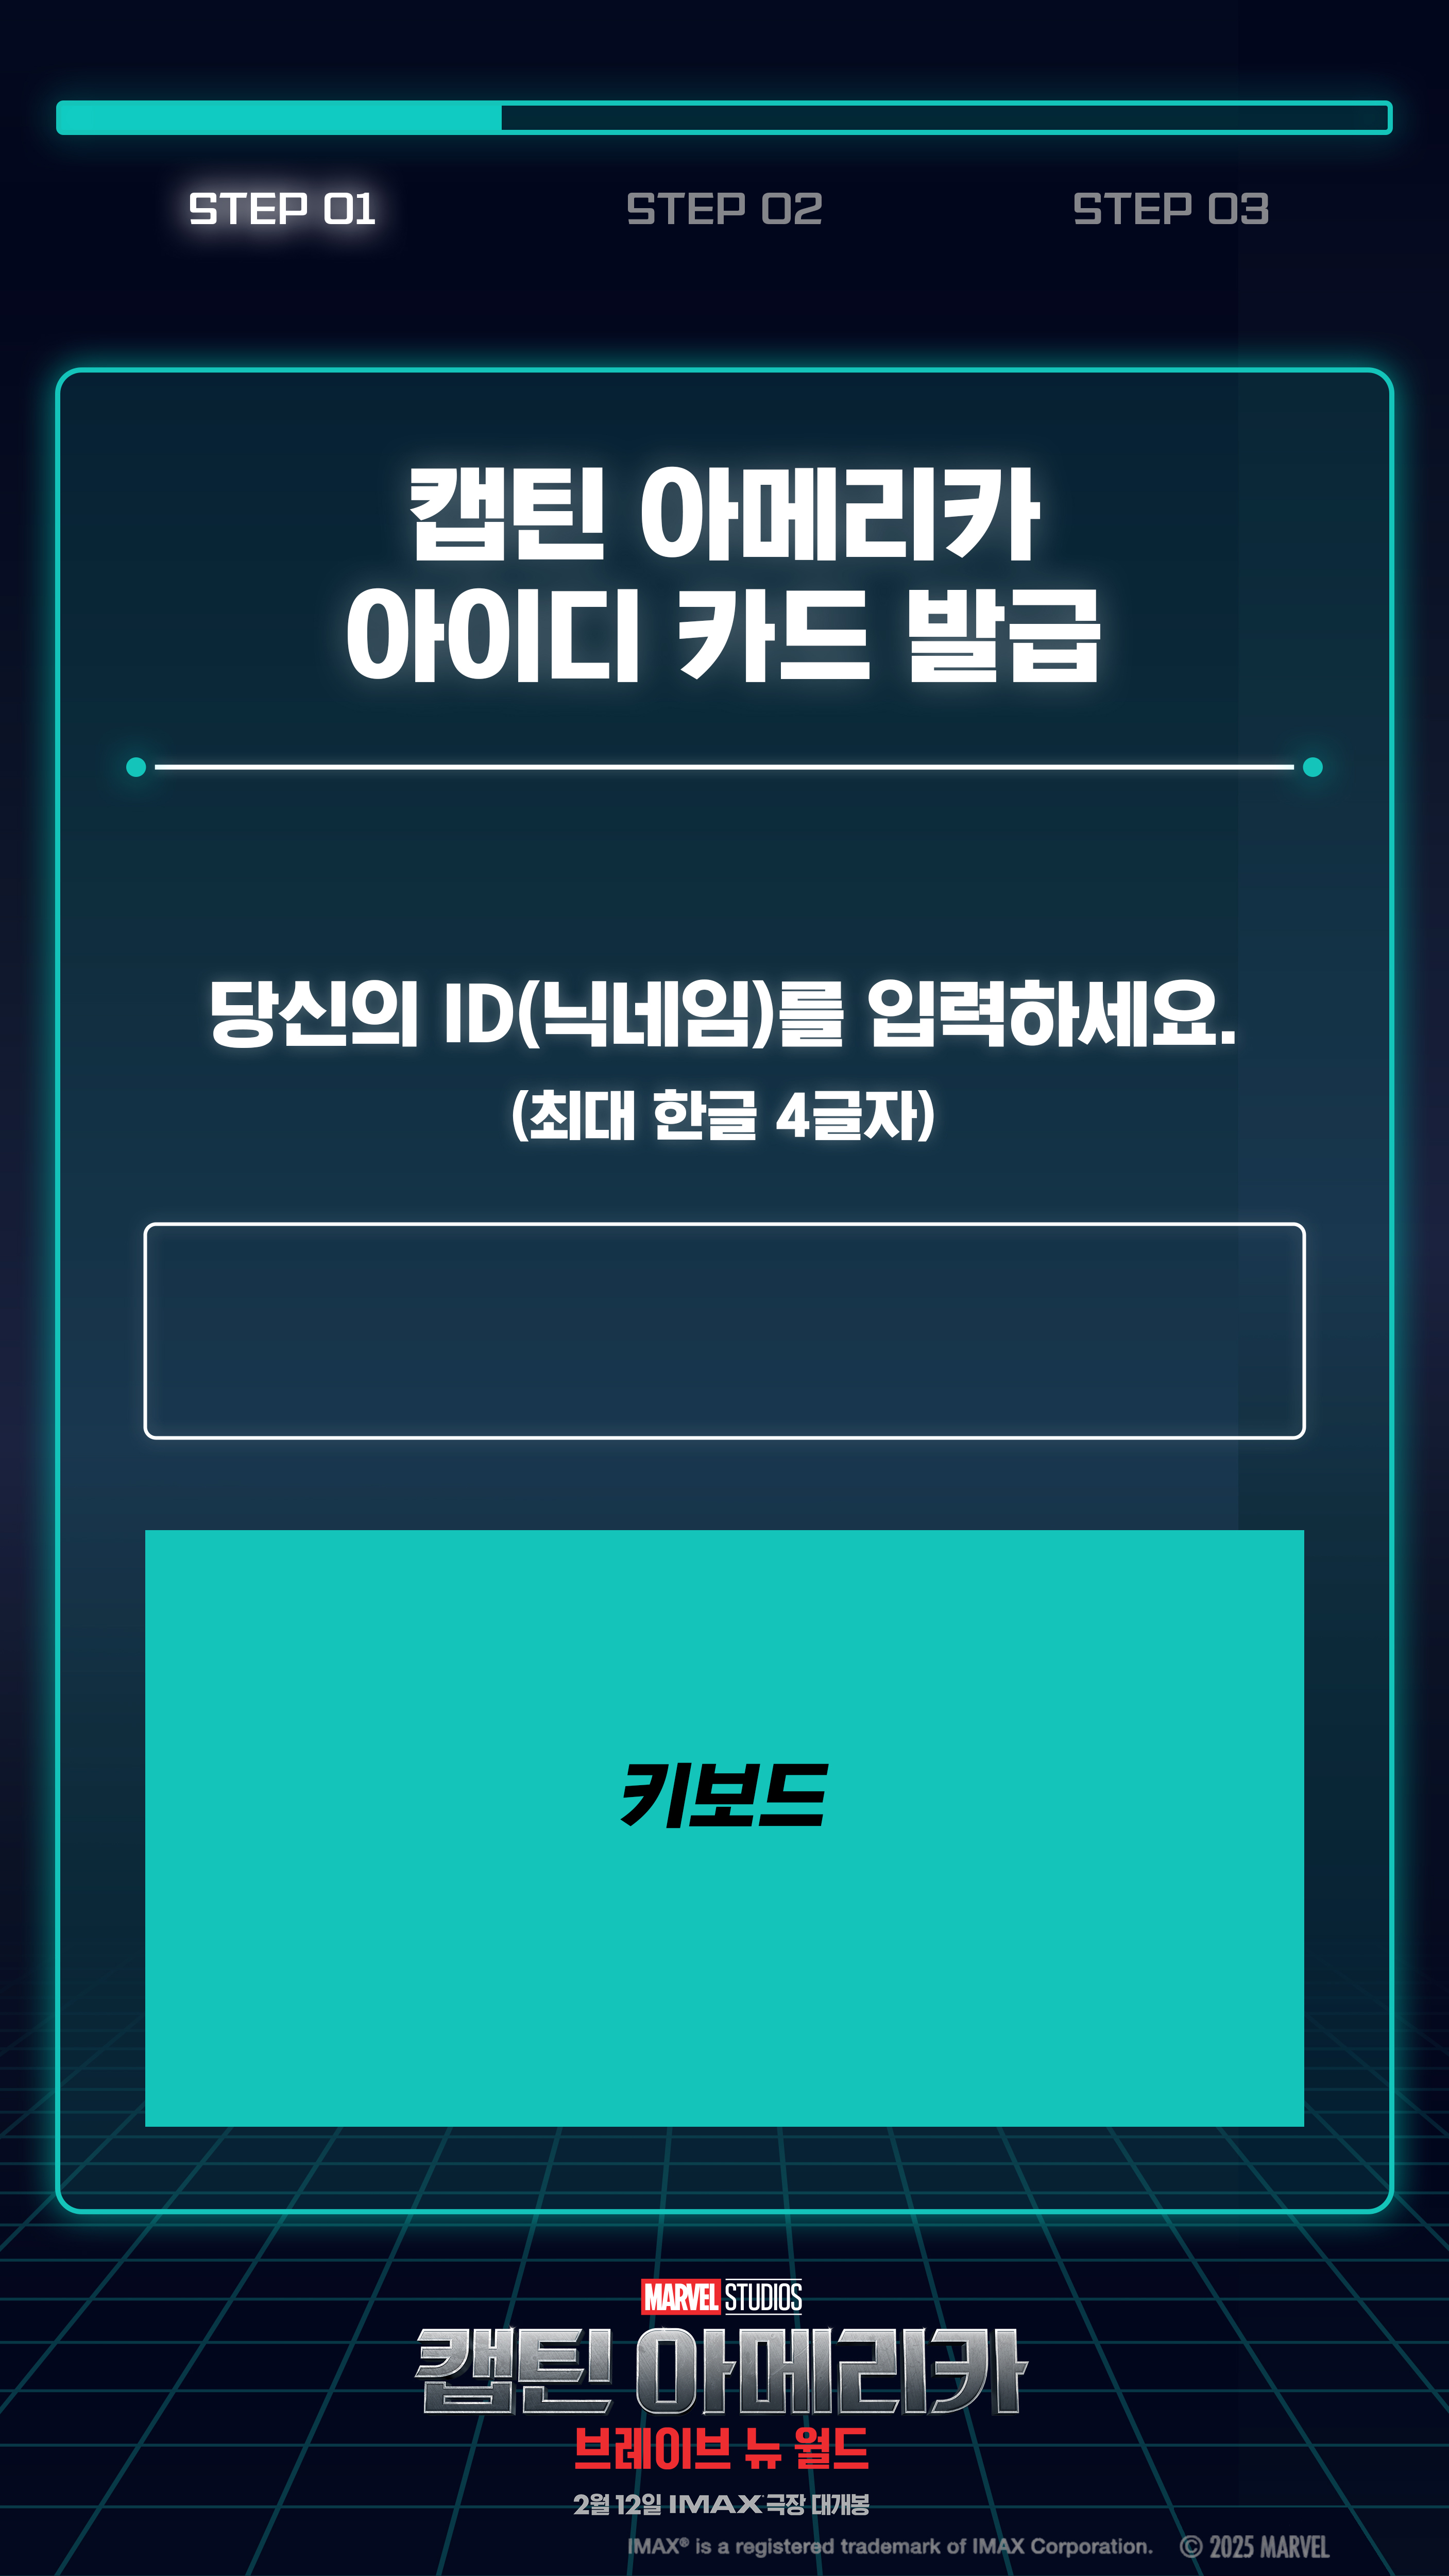 STEP 01 STEP 02 STEP 03
캡틴 아메리카
아이디 카드 발급
당신의 ID(닉네임)를 입력하세요.
(최대 한글 4글자)
키보드
MARVEL STUDIOS
캡틴 아메리카
브레이브 뉴 월드
2월 12일 IMAX 극장 대개봉
IMAX® is a registered trademark of IMAX Corporation. © 2025 MARVEL